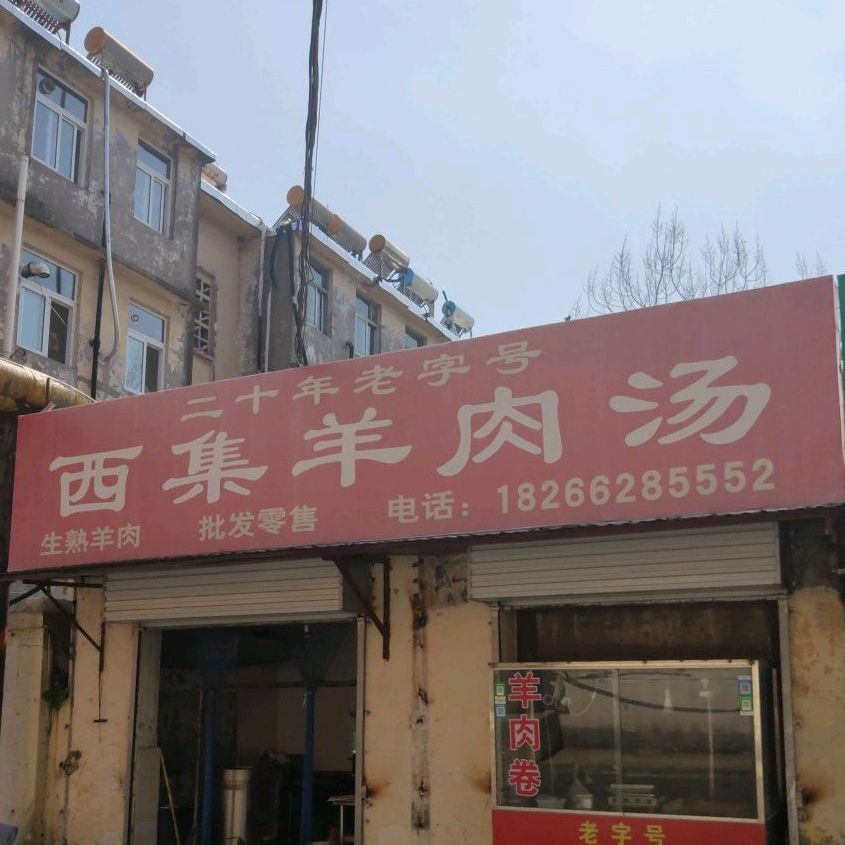 二十年老字号
西集羊肉汤
生熟羊肉 批发零售 电话：18266285552
羊肉卷
老字号